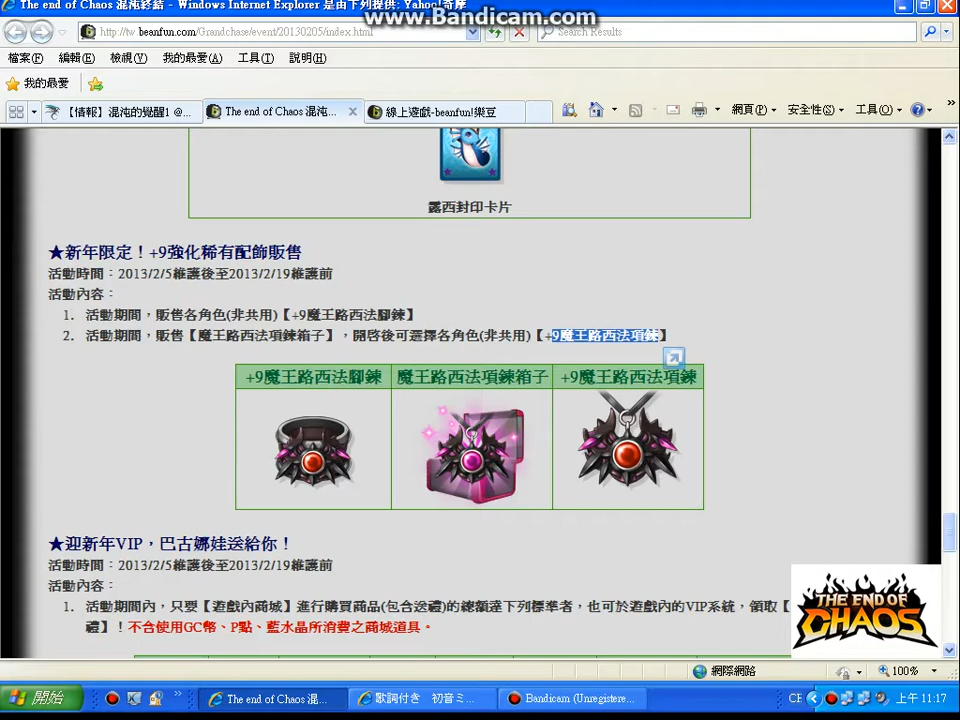 The end of Chaos 混沌終結 - Windows Internet Explorer 是由下列提供: Yahoo!奇摩
www.Bandicam.com
http://tw.beanfun.com/Grandchase/event/20130205/index.html
Search Results
檔案(F) 編輯(E) 檢視(V) 我的最愛(A) 工具(T) 說明(H)
我的最愛
【情報】混沌的覺醒1 @... The end of Chaos 混沌... 線上遊戲-beanfun!樂豆 網頁(P) 安全性(S) 工具(O)
露西封印卡片
★新年限定！+9強化稀有配飾販售
活動時間：2013/2/5維護後至2013/2/19維護前
活動內容：
1. 活動期間，販售各角色(非共用)【+9魔王路西法腳鍊】
2. 活動期間，販售【魔王路西法項鍊箱子】，開啓後可選擇各角色(非共用)【+9魔王路西法項鍊】
+9魔王路西法腳鍊 魔王路西法項鍊箱子 +9魔王路西法項鍊
★迎新年VIP，巴古娜娃送給你！
活動時間：2013/2/5維護後至2013/2/19維護前
活動內容：
1. 活動期間內，只要【遊戲內商城】進行購買商品(包含送禮)的總額達下列標準者，也可於遊戲內的VIP系統，領取【
禮】！不含使用GC幣、P點、藍水晶所消費之商城道具。
THE END OF
CHAOS
網際網路 100%
開始 The end of Chaos 混... 歌詞付き 初音ミ... Bandicam (Unregistere... CE 上午 11:17